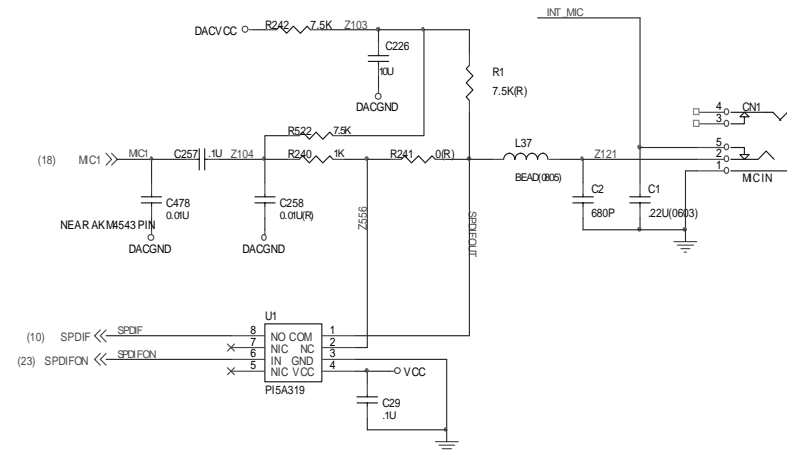 INT_MIC
DACVCC R242 7.5K Z103
C226
10U
R1
7.5K(R)
DACGND
4 CN1
3
R522 7.5K
L37
5
(18) MIC1 MIC1 C257 .1U Z104 R240 1K R241 0(R) Z121 2
BEAD(0805) 1 MICIN
C478
0.01U
C258
0.01U(R)
C2
680P
C1
.22U(0603)
NEAR AKM4543 PIN
DACGND DACGND
Z556
SPDIFOUT
U1
(10) SPDIF SPDIF 8 NO COM 1
7 NIC NC 2
(23) SPDIFON SPDIFON 6 IN GND 3
5 NIC VCC 4 VCC
PI5A319
C29
.1U